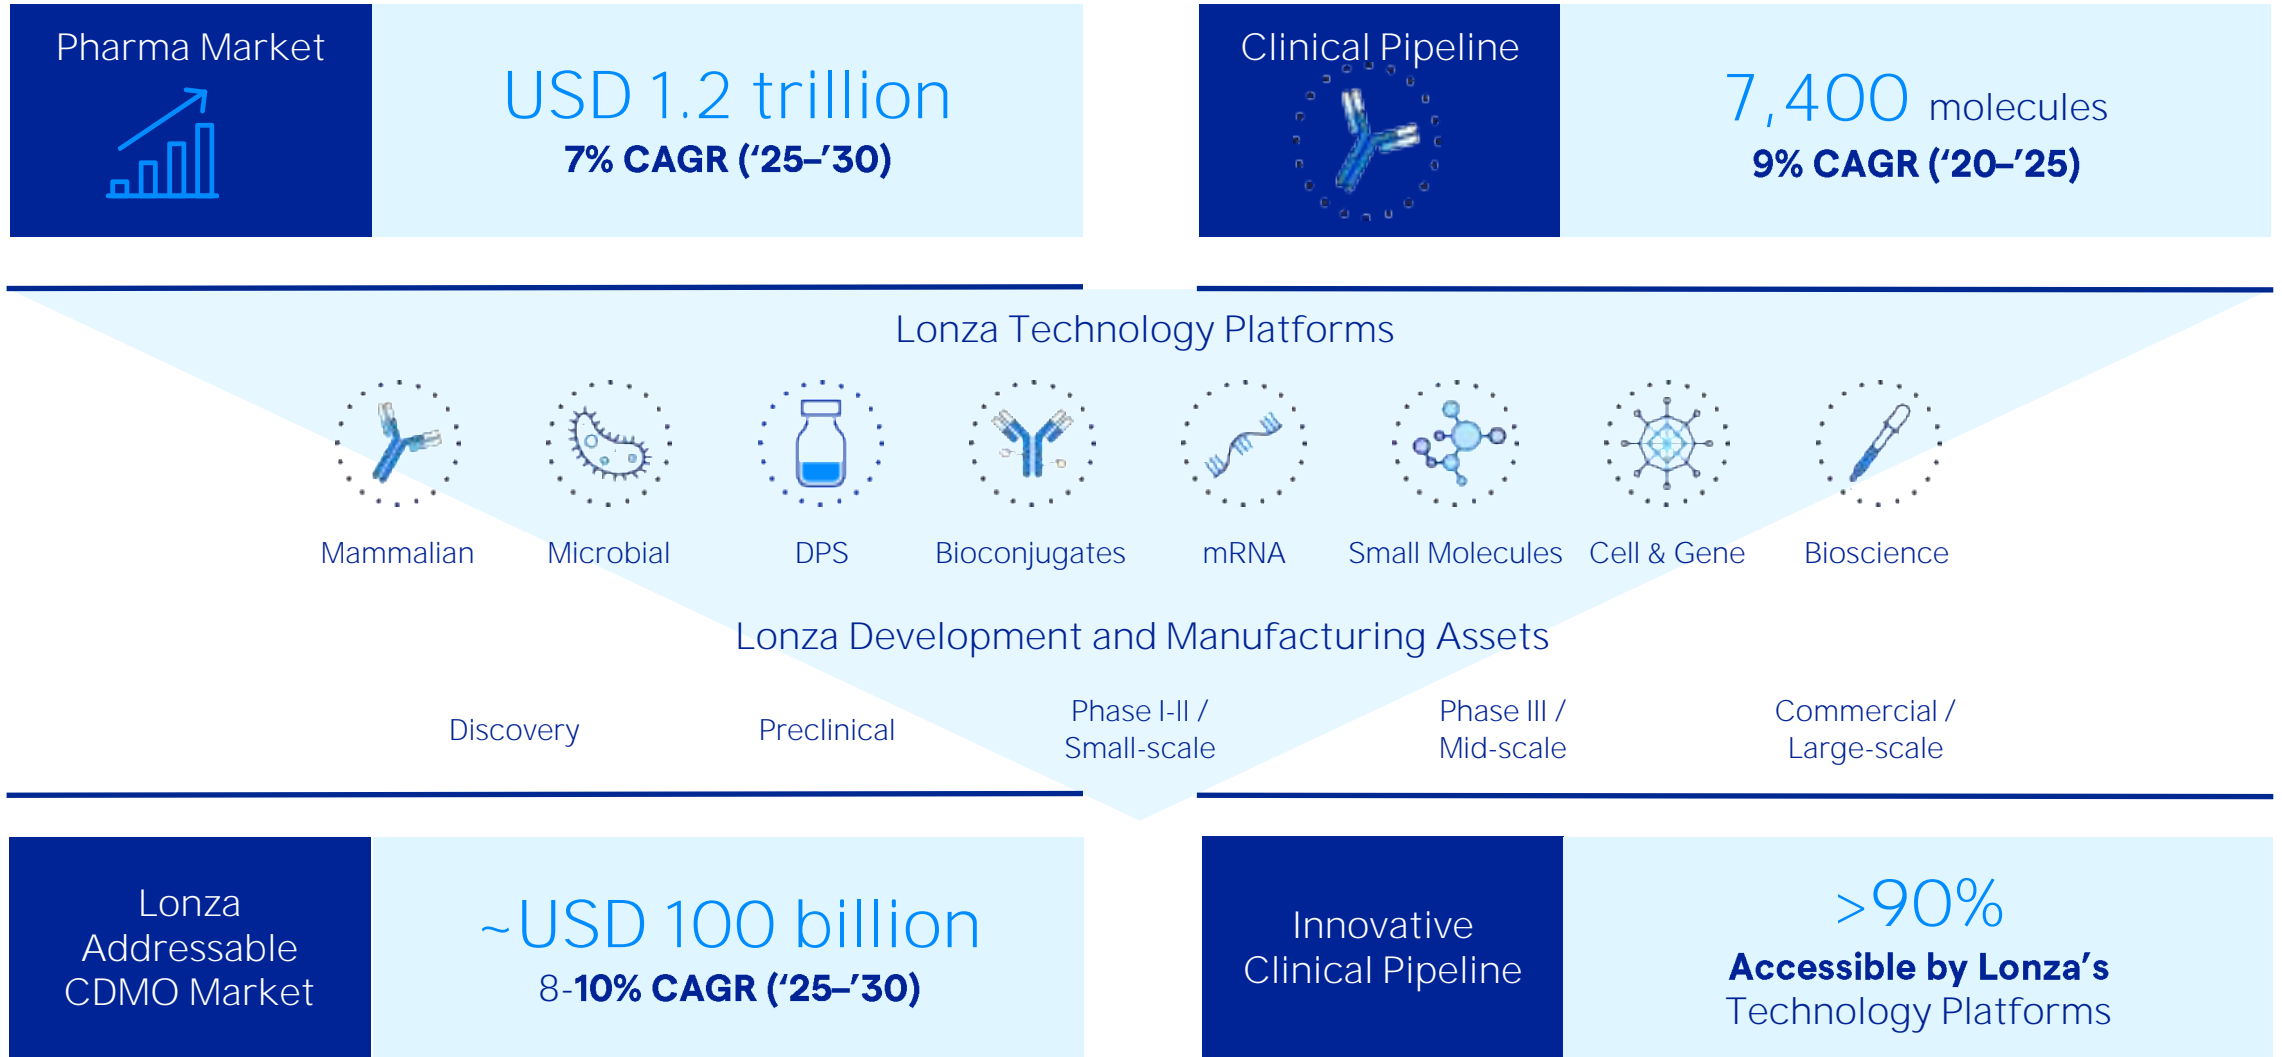 Pharma Market
USD 1.2 trillion
7% CAGR (‘25–’30)
Clinical Pipeline
7,400 molecules
9% CAGR (‘20–’25)
Lonza Technology Platforms
Mammalian
Microbial
DPS
Bioconjugates
mRNA
Small Molecules
Cell & Gene
Bioscience
Lonza Development and Manufacturing Assets
Discovery
Preclinical
Phase I-II /
Small-scale
Phase III /
Mid-scale
Commercial /
Large-scale
Lonza
Addressable
CDMO Market
~USD 100 billion
8-10% CAGR (‘25–’30)
Innovative
Clinical Pipeline
>90%
Accessible by Lonza’s
Technology Platforms